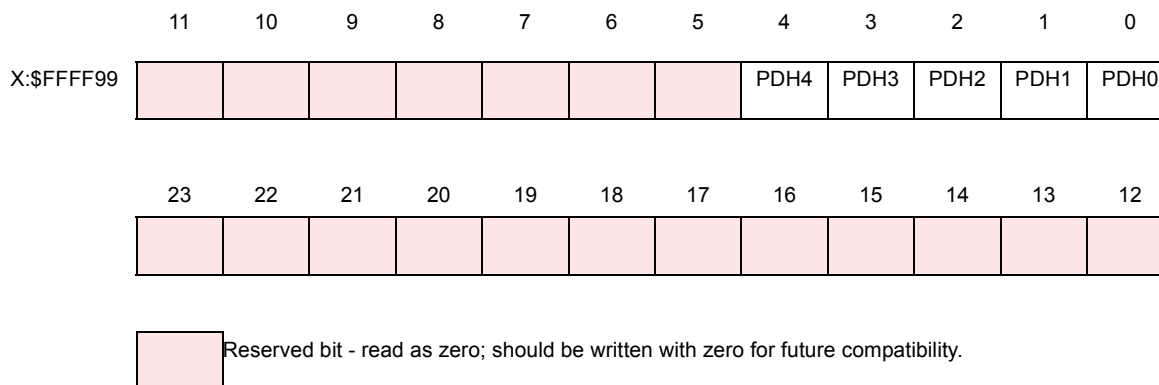 11 10 9 8 7 6 5 4 3 2 1 0
X:$FFFF99 PDH4 PDH3 PDH2 PDH1 PDH0
23 22 21 20 19 18 17 16 15 14 13 12
Reserved bit - read as zero; should be written with zero for future compatibility.